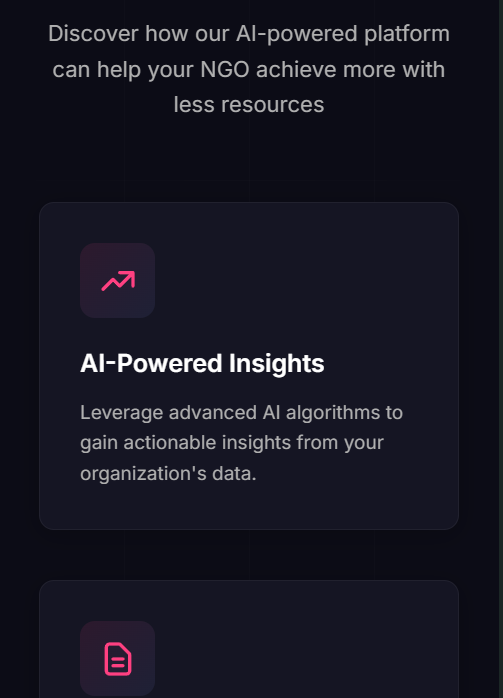 Discover how our AI-powered platform
can help your NGO achieve more with
less resources
AI-Powered Insights
Leverage advanced AI algorithms to
gain actionable insights from your
organization's data.